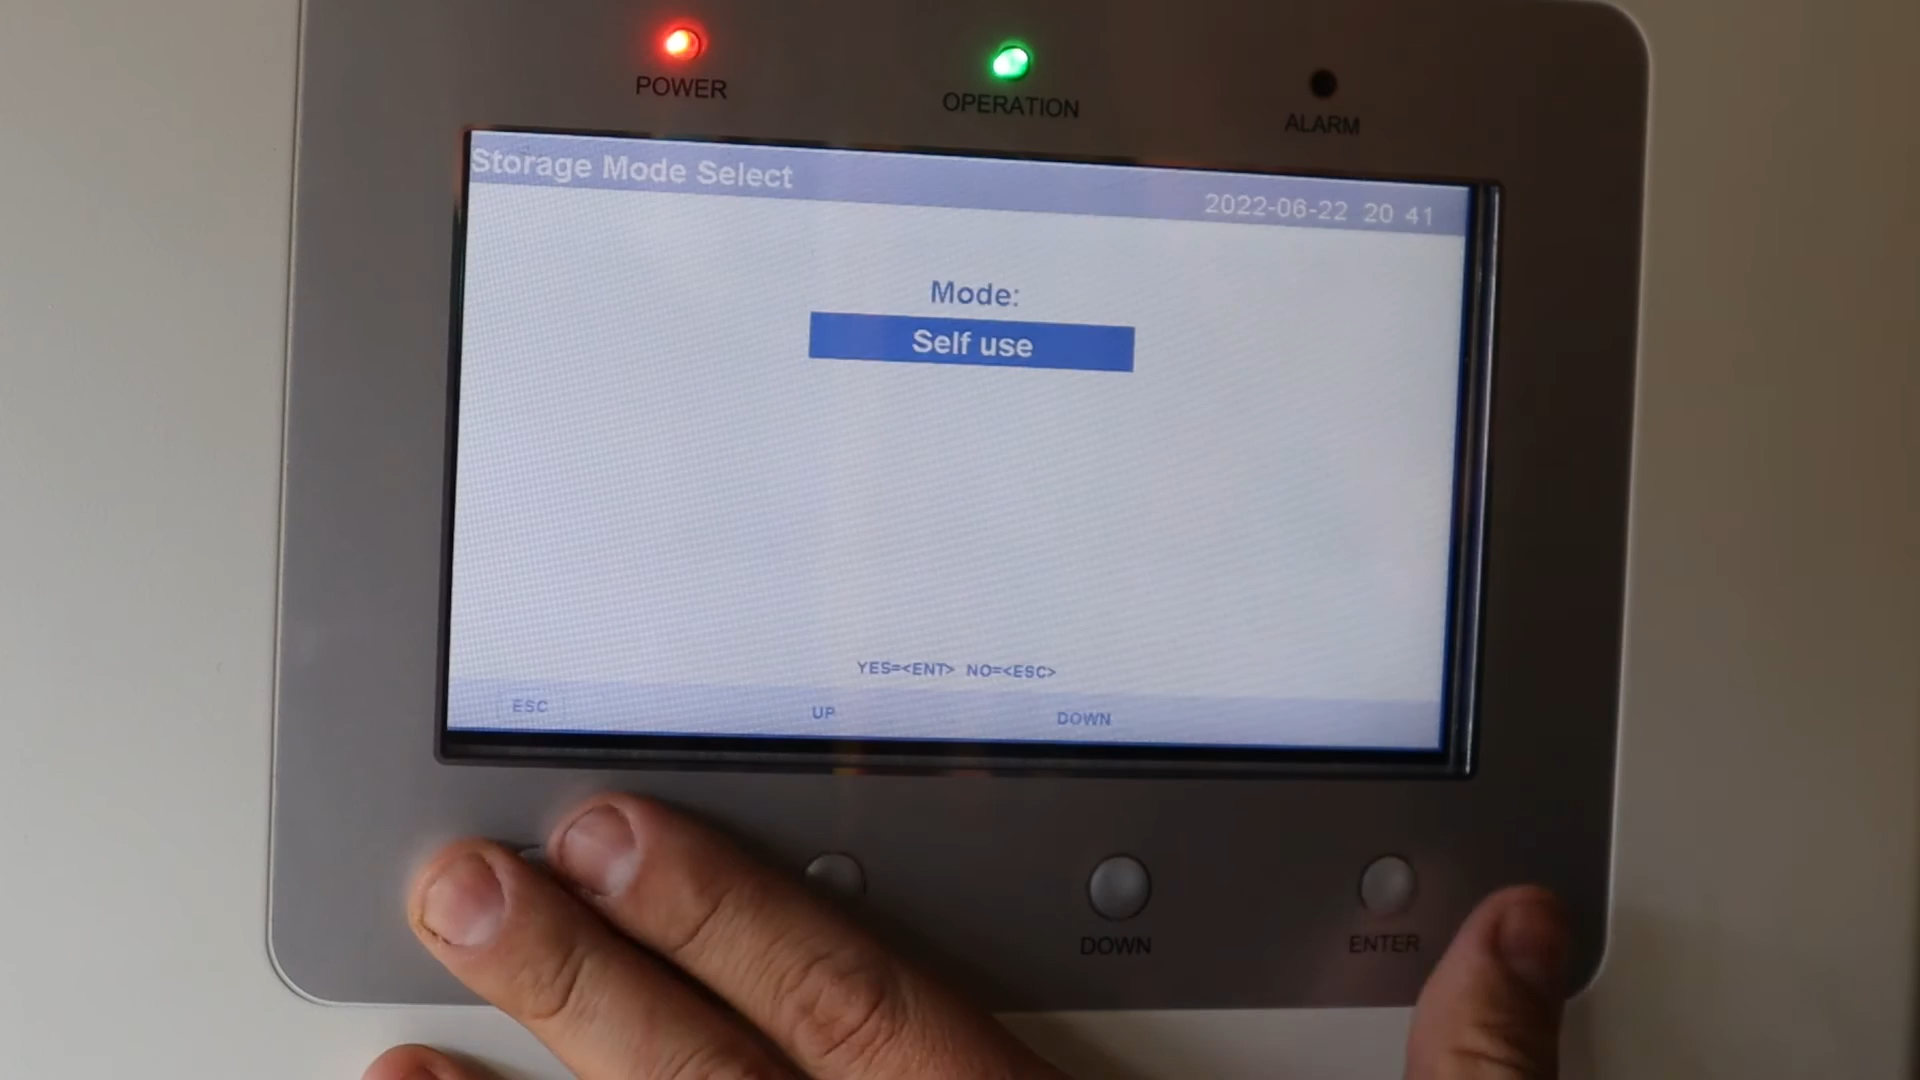 POWER
OPERATION
ALARM
Storage Mode Select
2022-06-22 20 41
Mode:
Self use
YES=<ENT> NO=<ESC>
ESC
UP
DOWN
DOWN
ENTER